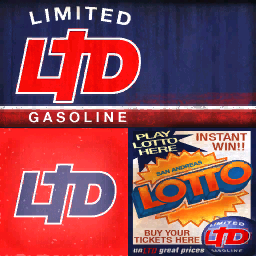 LIMITED
LTD
GASOLINE
LTD
PLAY
LOTTO
HERE
INSTANT
WIN!!
SAN ANDREAS
LOTTO
BUY YOUR
TICKETS HERE
unLTD great prices
LIMITED
LTD
GASOLINE